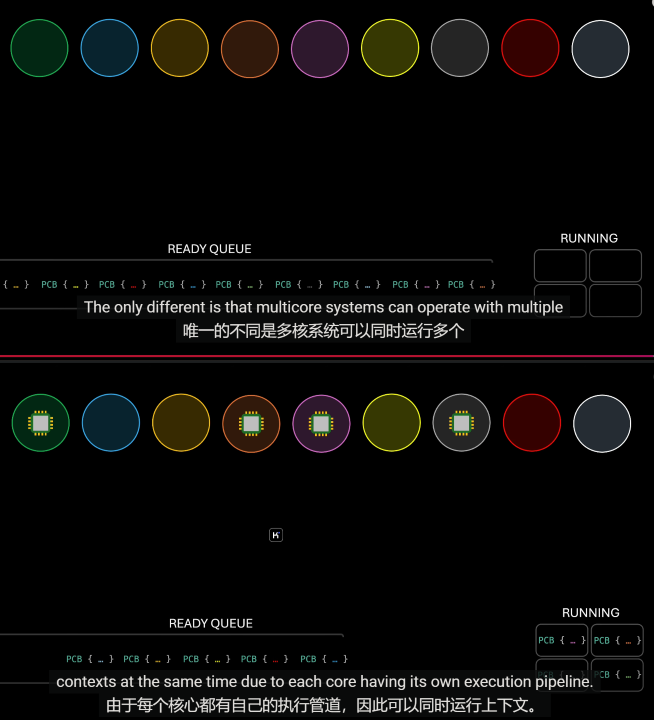 READY QUEUE
RUNNING
{ … } PCB { … } PCB { … } PCB { … } PCB { … } PCB { … } PCB { … } PCB { … } PCB { … }
The only different is that multicore systems can operate with multiple
唯一的不同是多核系统可以同时运行多个
K
READY QUEUE
RUNNING
PCB { … } PCB { … }
PCB { … } PCB { … } PCB { … } PCB { … } PCB { … }
{ … }
contexts at the same time due to each core having its own execution pipeline.
由于每个核心都有自己的执行管道，因此可以同时运行上下文。